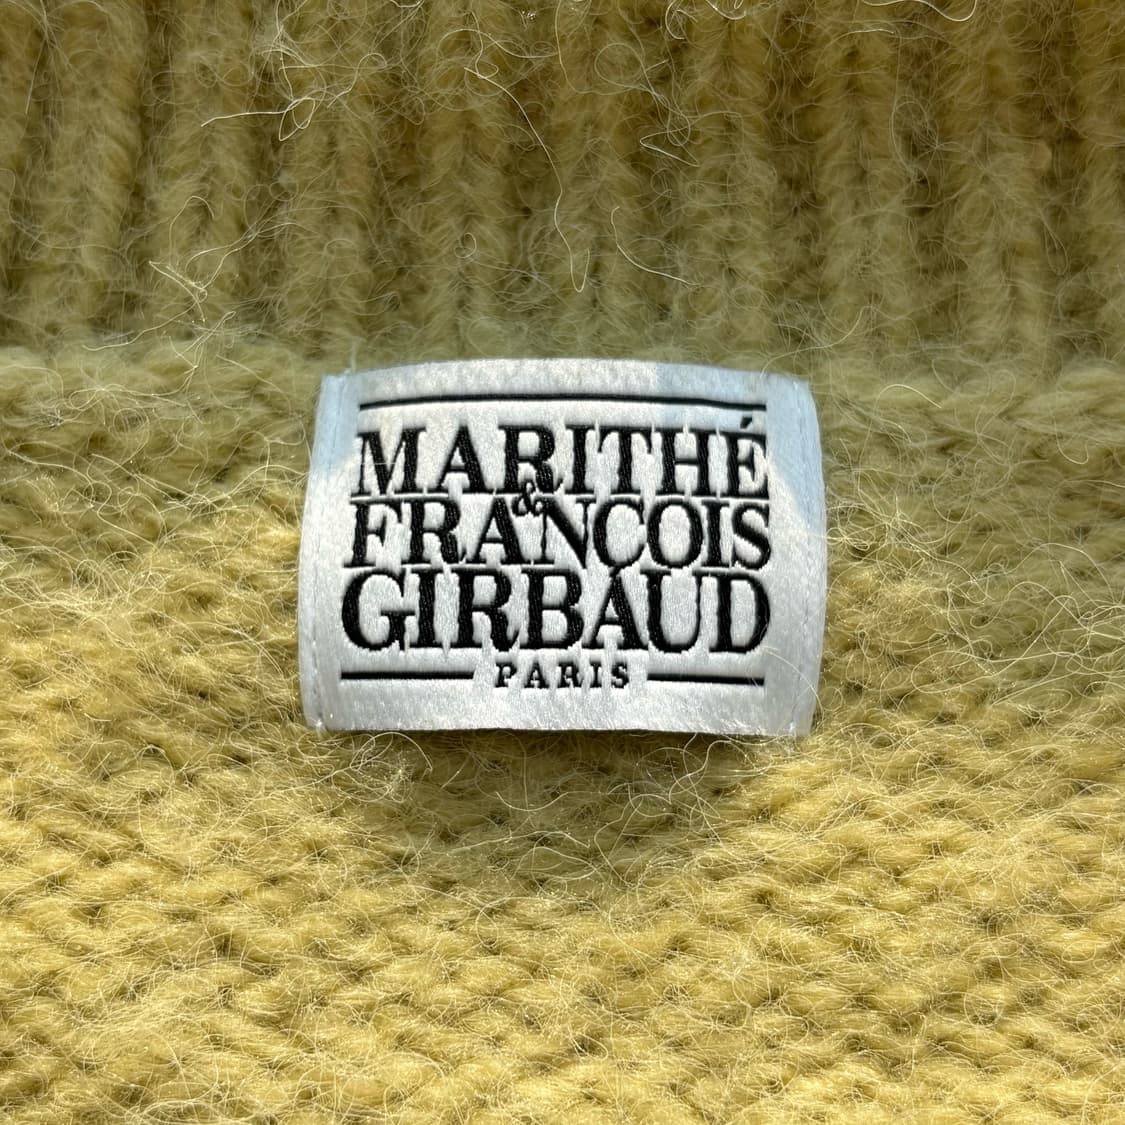 MARITHÉ
&
FRANCOIS
GIRBAUD
PARIS